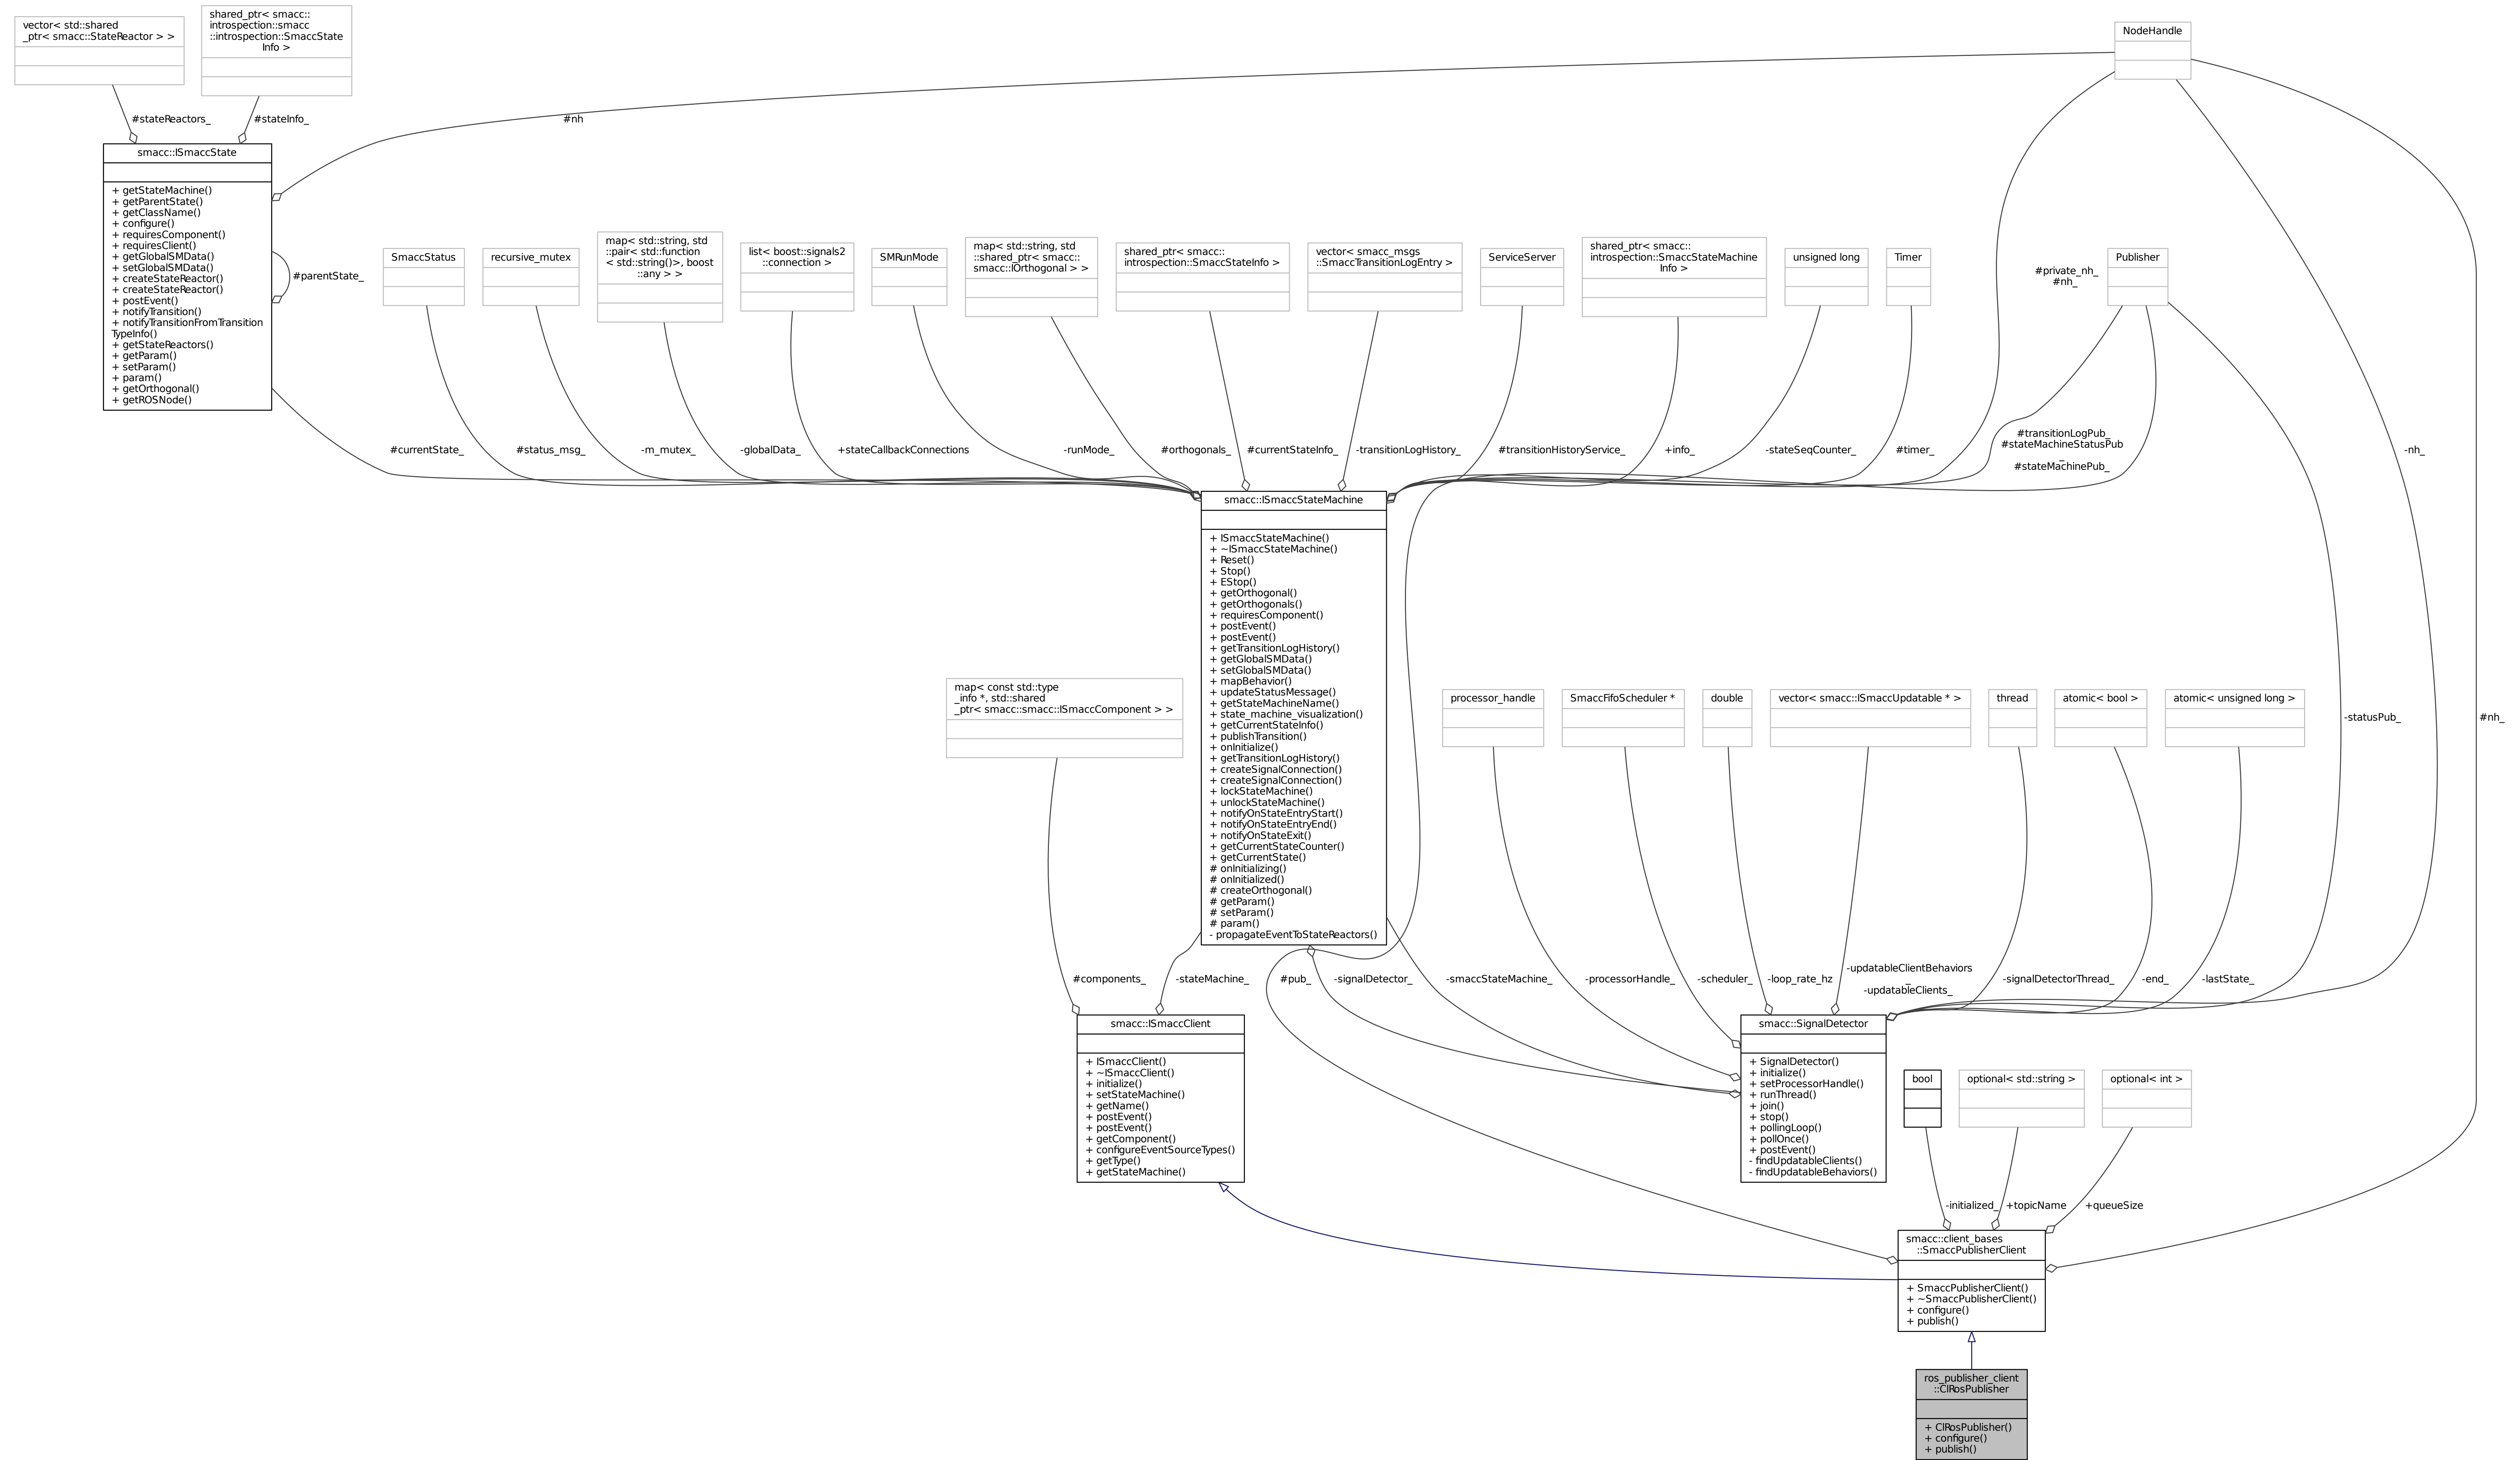 vector< std::shared
_ptr< smacc::StateReactor > >
shared_ptr< smacc::
introspection::smacc
::introspection::SmaccState
Info >
NodeHandle
#stateReactors_
#stateInfo_
#nh
smacc::ISmaccState
+ getStateMachine()
+ getParentState()
+ getClassName()
+ configure()
+ requiresComponent()
+ requiresClient()
+ getGlobalSMData()
+ setGlobalSMData()
+ createStateReactor()
+ createStateReactor()
+ postEvent()
+ notifyTransition()
+ notifyTransitionFromTransition
TypeInfo()
+ getStateReactors()
+ getParam()
+ setParam()
+ param()
+ getOrthogonal()
+ getROSNode()
#parentState_
SmaccStatus
recursive_mutex
map< std::string, std
::pair< std::function
< std::string()>, boost
::any > >
list< boost::signals2
::connection >
SMRunMode
map< std::string, std
::shared_ptr< smacc::
smacc::IOrthogonal > >
shared_ptr< smacc::
introspection::SmaccStateInfo >
vector< smacc_msgs
::SmaccTransitionLogEntry >
ServiceServer
shared_ptr< smacc::
introspection::SmaccStateMachine
Info >
unsigned long
Timer
#private_nh_
#nh_
Publisher
#currentState_
#status_msg_
-m_mutex_
-globalData_
+stateCallbackConnections
-runMode_
#orthogonals_
#currentStateInfo_
-transitionLogHistory_
#transitionHistoryService_
+info_
-stateSeqCounter_
#timer_
#transitionLogPub_
#stateMachineStatusPub
_
#stateMachinePub_
-nh_
smacc::ISmaccStateMachine
+ ISmaccStateMachine()
+ ~ISmaccStateMachine()
+ Reset()
+ Stop()
+ EStop()
+ getOrthogonal()
+ getOrthogonals()
+ requiresComponent()
+ postEvent()
+ postEvent()
+ getTransitionLogHistory()
+ getGlobalSMData()
+ setGlobalSMData()
+ mapBehavior()
+ updateStatusMessage()
+ getStateMachineName()
+ state_machine_visualization()
+ getCurrentStateInfo()
+ publishTransition()
+ onInitialize()
+ getTransitionLogHistory()
+ createSignalConnection()
+ createSignalConnection()
+ lockStateMachine()
+ unlockStateMachine()
+ notifyOnStateEntryStart()
+ notifyOnStateEntryEnd()
+ notifyOnStateExit()
+ getCurrentStateCounter()
+ getCurrentState()
# onInitializing()
# onInitialized()
# createOrthogonal()
# getParam()
# setParam()
# param()
- propagateEventToStateReactors()
map< const std::type
_info *, std::shared
_ptr< smacc::smacc::ISmaccComponent > >
processor_handle
SmaccFifoScheduler *
double
vector< smacc::ISmaccUpdatable * >
thread
atomic< bool >
atomic< unsigned long >
-statusPub_
#nh_
#components_
-stateMachine_
#pub_
-signalDetector_
-smaccStateMachine_
-processorHandle_
-scheduler_
-loop_rate_hz
-updatableClientBehaviors
_
-updatableClients_
-signalDetectorThread_
-end_
-lastState_
smacc::ISmaccClient
+ ISmaccClient()
+ ~ISmaccClient()
+ initialize()
+ setStateMachine()
+ getName()
+ postEvent()
+ postEvent()
+ getComponent()
+ configureEventSourceTypes()
+ getType()
+ getStateMachine()
smacc::SignalDetector
+ SignalDetector()
+ initialize()
+ setProcessorHandle()
+ runThread()
+ join()
+ stop()
+ pollingLoop()
+ pollOnce()
+ postEvent()
- findUpdatableClients()
- findUpdatableBehaviors()
bool
optional< std::string >
optional< int >
-initialized_
+topicName
+queueSize
smacc::client_bases
::SmaccPublisherClient
+ SmaccPublisherClient()
+ ~SmaccPublisherClient()
+ configure()
+ publish()
ros_publisher_client
::ClRosPublisher
+ ClRosPublisher()
+ configure()
+ publish()